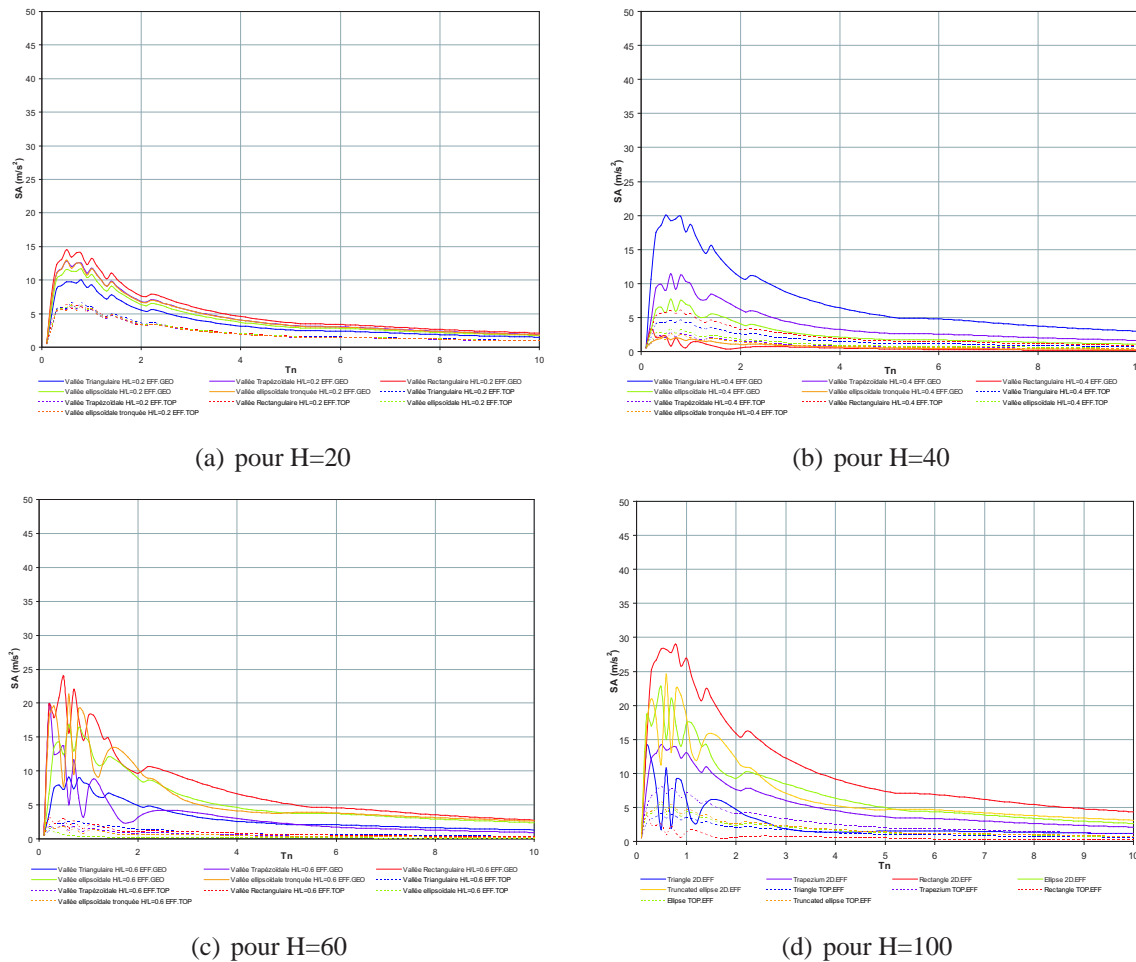 50
45
40
35
30
25
20
15
10
5
0
SA (m/s²)
0 2 4 6 8 10
Tn
Vallée Triangulaire H/L=0.2 EFF.GEO Vallée Trapézoïdale H/L=0.2 EFF.GEO Vallée Rectangulaire H/L=0.2 EFF.GEO
Vallée ellipsoïdale H/L=0.2 EFF.GEO Vallée ellipsoïdale tronquée H/L=0.2 EFF.GEO Vallée Triangulaire H/L=0.2 EFF.TOP
Vallée Trapézoïdale H/L=0.2 EFF.TOP Vallée Rectangulaire H/L=0.2 EFF.TOP Vallée ellipsoïdale H/L=0.2 EFF.TOP
Vallée ellipsoïdale tronquée H/L=0.2 EFF.TOP
(a) pour H=20
50
45
40
35
30
25
20
15
10
5
0
SA (m/s²)
0 2 4 6 8
Tn
Vallée Triangulaire H/L=0.4 EFF.GEO Vallée Trapézoïdale H/L=0.4 EFF.GEO Vallée Rectangulaire H/L=0.4 EFF.GEO
Vallée ellipsoïdale H/L=0.4 EFF.GEO Vallée ellipsoïdale tronquée H/L=0.4 EFF.GEO Vallée Triangulaire H/L=0.4 EFF.TOP
Vallée Trapézoïdale H/L=0.4 EFF.TOP Vallée Rectangulaire H/L=0.4 EFF.TOP Vallée ellipsoïdale H/L=0.4 EFF.TOP
Vallée ellipsoïdale tronquée H/L=0.4 EFF.TOP
(b) pour H=40
50
45
40
35
30
25
20
15
10
5
0
SA (m/s²)
0 2 4 6 8 10
Tn
Vallée Triangulaire H/L=0.6 EFF.GEO Vallée Trapézoïdale H/L=0.6 EFF.GEO Vallée Rectangulaire H/L=0.6 EFF.GEO
Vallée ellipsoïdale H/L=0.6 EFF.GEO Vallée ellipsoïdale tronquée H/L=0.6 EFF.GEO Vallée Triangulaire H/L=0.6 EFF.TOP
Vallée Trapézoïdale H/L=0.6 EFF.TOP Vallée Rectangulaire H/L=0.6 EFF.TOP Vallée ellipsoïdale H/L=0.6 EFF.TOP
Vallée ellipsoïdale tronquée H/L=0.6 EFF.TOP
(c) pour H=60
50
45
40
35
30
25
20
15
10
5
0
SA (m/s²)
0 1 2 3 4 5 6 7 8 9 10
Tn
Triangle 2D.EFF Trapezium 2D.EFF Rectangle 2D.EFF Ellipse 2D.EFF
Truncated ellipse 2D.EFF Triangle TOP.EFF Trapezium TOP.EFF Rectangle TOP.EFF
Ellipse TOP.EFF Truncated ellipse TOP.EFF
(d) pour H=100